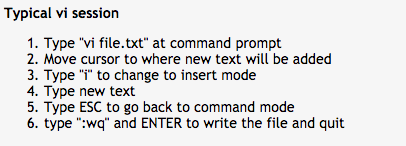 Typical vi session
1. Type "vi file.txt" at command prompt
2. Move cursor to where new text will be added
3. Type "i" to change to insert mode
4. Type new text
5. Type ESC to go back to command mode
6. type ":wq" and ENTER to write the file and quit